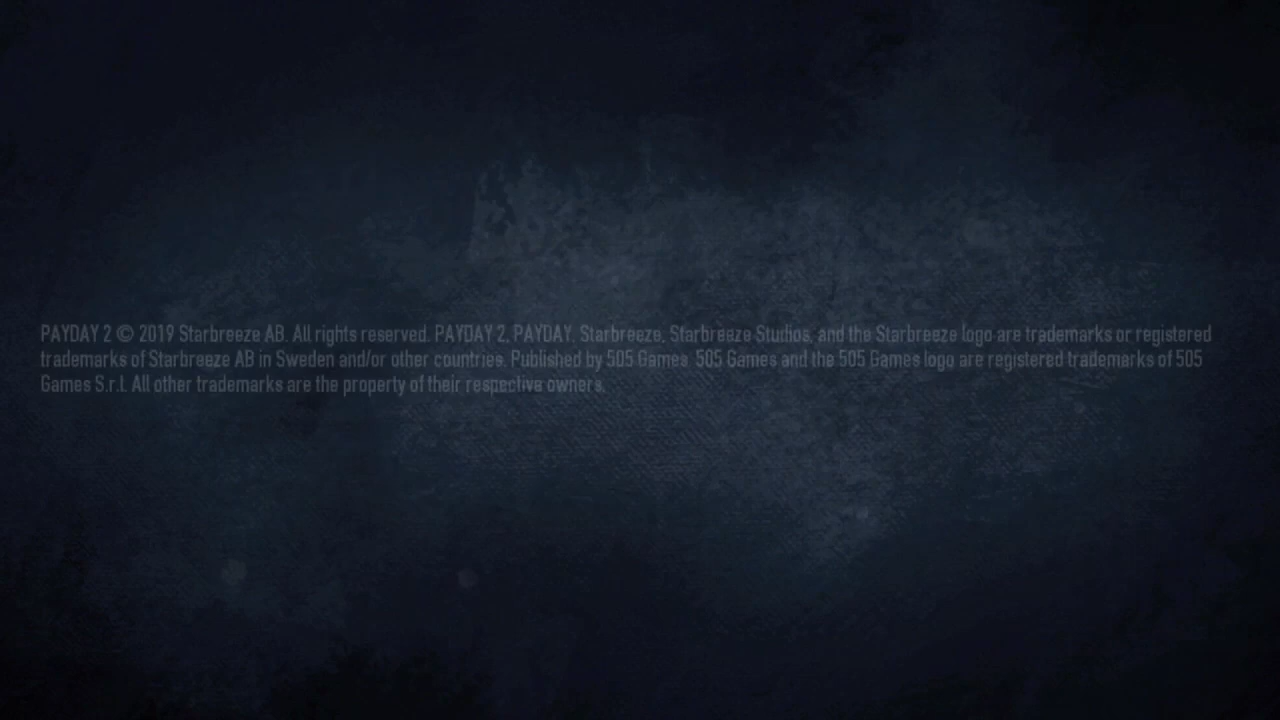 PAYDAY 2 © 2019 Starbreeze AB. All rights reserved. PAYDAY 2, PAYDAY, Starbreeze, Starbreeze Studios, and the Starbreeze logo are trademarks or registered
trademarks of Starbreeze AB in Sweden and/or other countries. Published by 505 Games. 505 Games and the 505 Games logo are registered trademarks of 505
Games S.r.l. All other trademarks are the property of their respective owners.